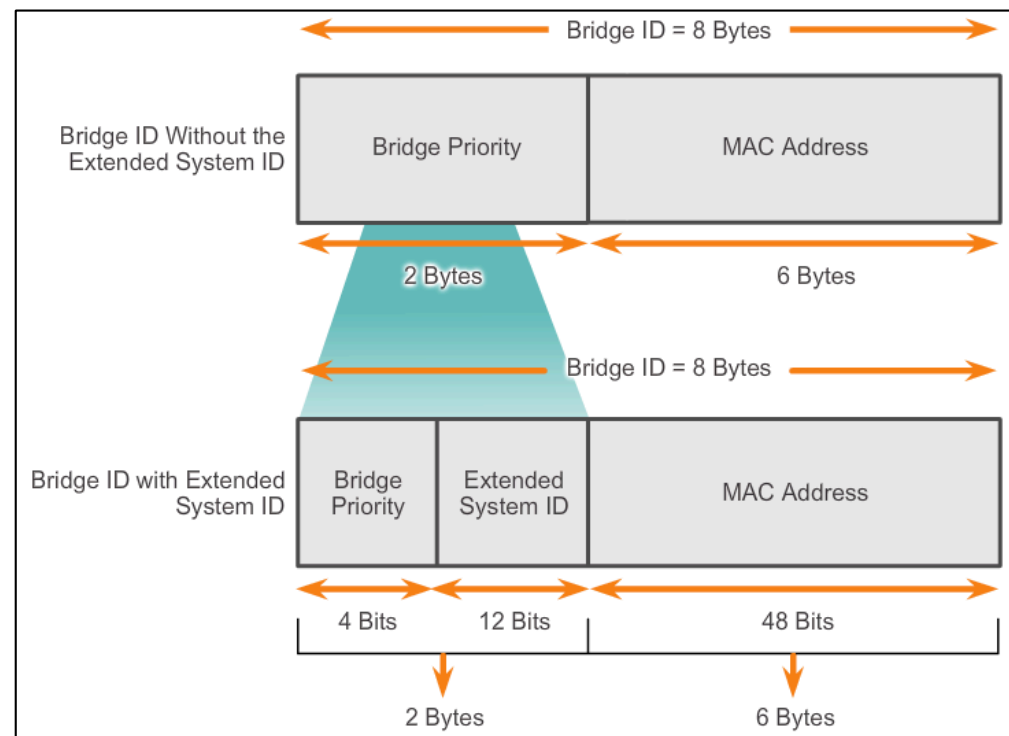 Bridge ID = 8 Bytes
Bridge ID Without the
Extended System ID
Bridge Priority
MAC Address
2 Bytes
6 Bytes
Bridge ID = 8 Bytes
Bridge ID with Extended
System ID
Bridge
Priority
Extended
System ID
MAC Address
4 Bits
12 Bits
48 Bits
2 Bytes
6 Bytes